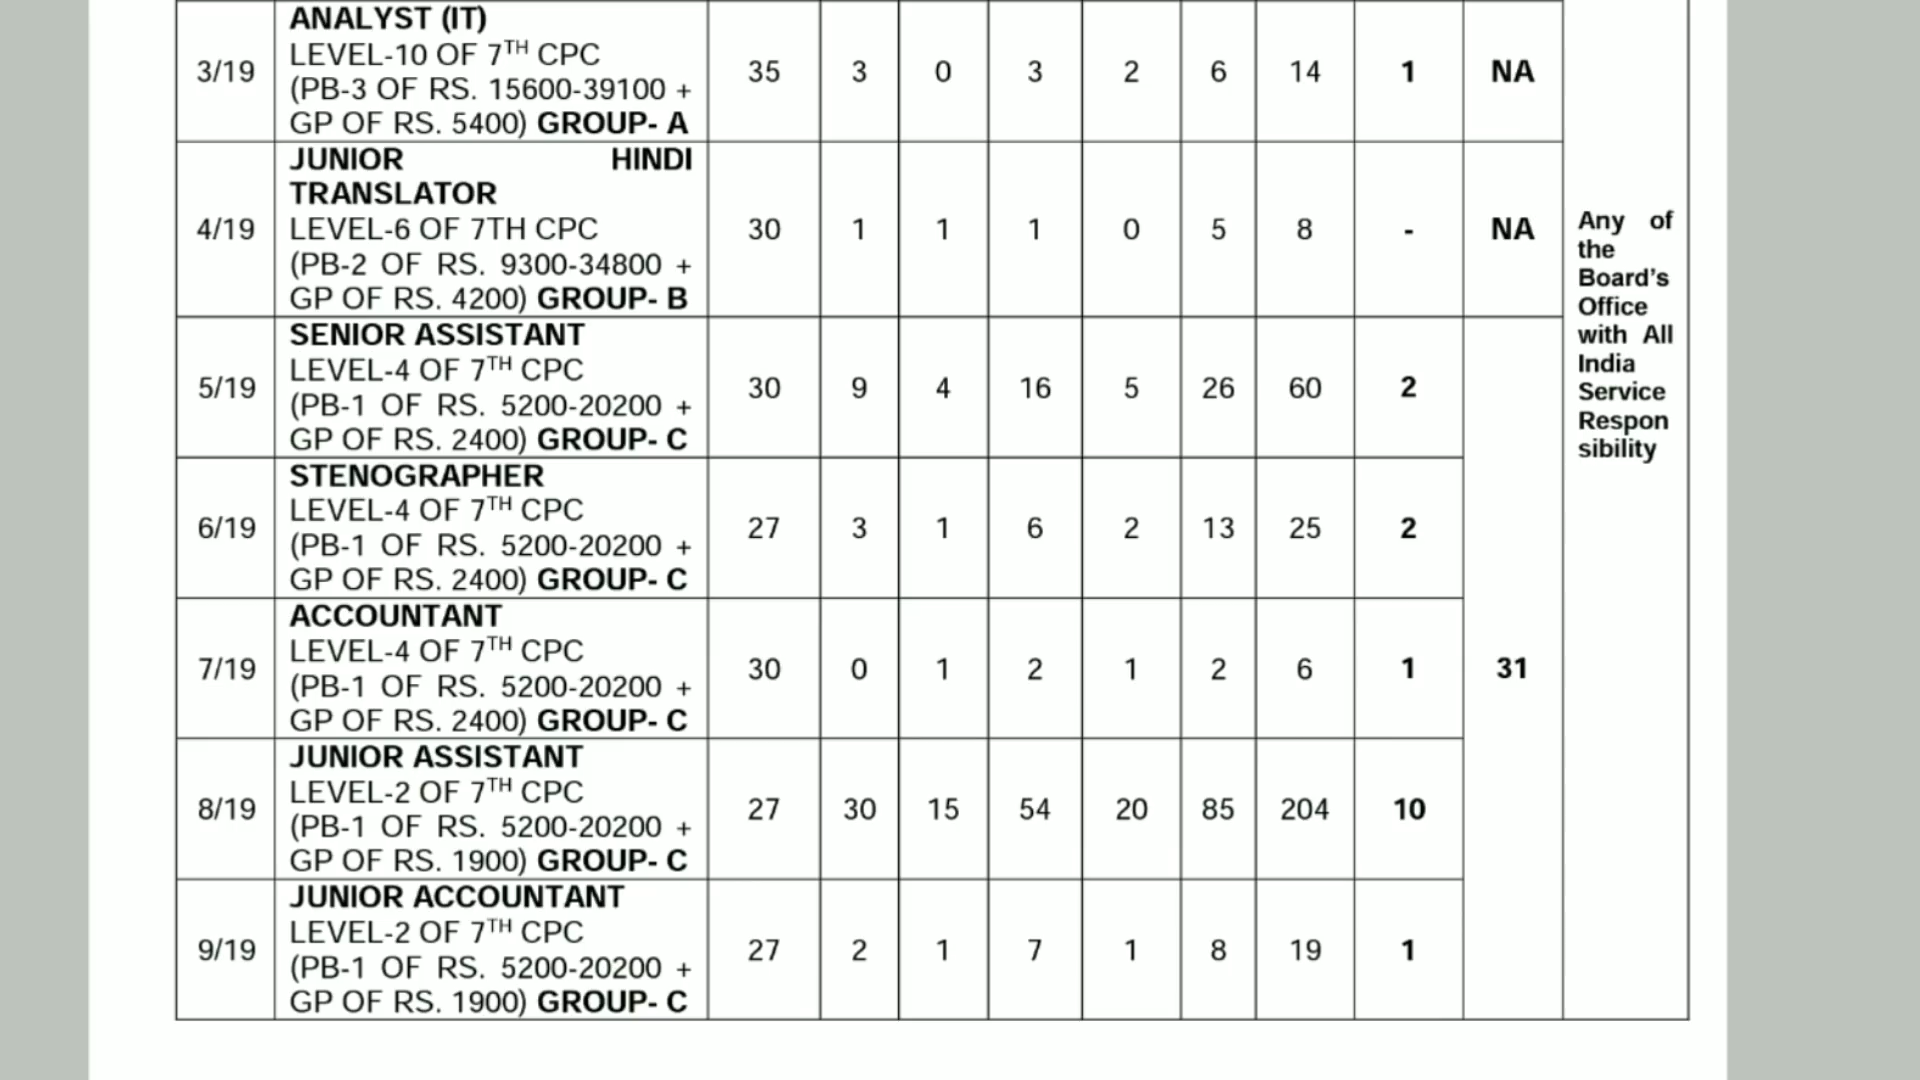 3/19
ANALYST (IT)
LEVEL-10 OF 7TH CPC
(PB-3 OF RS. 15600-39100 +
GP OF RS. 5400) GROUP- A
35 3 0 3 2 6 14 1 NA
4/19
JUNIOR HINDI
TRANSLATOR
LEVEL-6 OF 7TH CPC
(PB-2 OF RS. 9300-34800 +
GP OF RS. 4200) GROUP- B
30 1 1 1 0 5 8 - NA
5/19
SENIOR ASSISTANT
LEVEL-4 OF 7TH CPC
(PB-1 OF RS. 5200-20200 +
GP OF RS. 2400) GROUP- C
30 9 4 16 5 26 60 2
6/19
STENOGRAPHER
LEVEL-4 OF 7TH CPC
(PB-1 OF RS. 5200-20200 +
GP OF RS. 2400) GROUP- C
27 3 1 6 2 13 25 2
7/19
ACCOUNTANT
LEVEL-4 OF 7TH CPC
(PB-1 OF RS. 5200-20200 +
GP OF RS. 2400) GROUP- C
30 0 1 2 1 2 6 1 31
8/19
JUNIOR ASSISTANT
LEVEL-2 OF 7TH CPC
(PB-1 OF RS. 5200-20200 +
GP OF RS. 1900) GROUP- C
27 30 15 54 20 85 204 10
9/19
JUNIOR ACCOUNTANT
LEVEL-2 OF 7TH CPC
(PB-1 OF RS. 5200-20200 +
GP OF RS. 1900) GROUP- C
27 2 1 7 1 8 19 1
Any of
the
Board's
Office
with All
India
Service
Respon
sibility